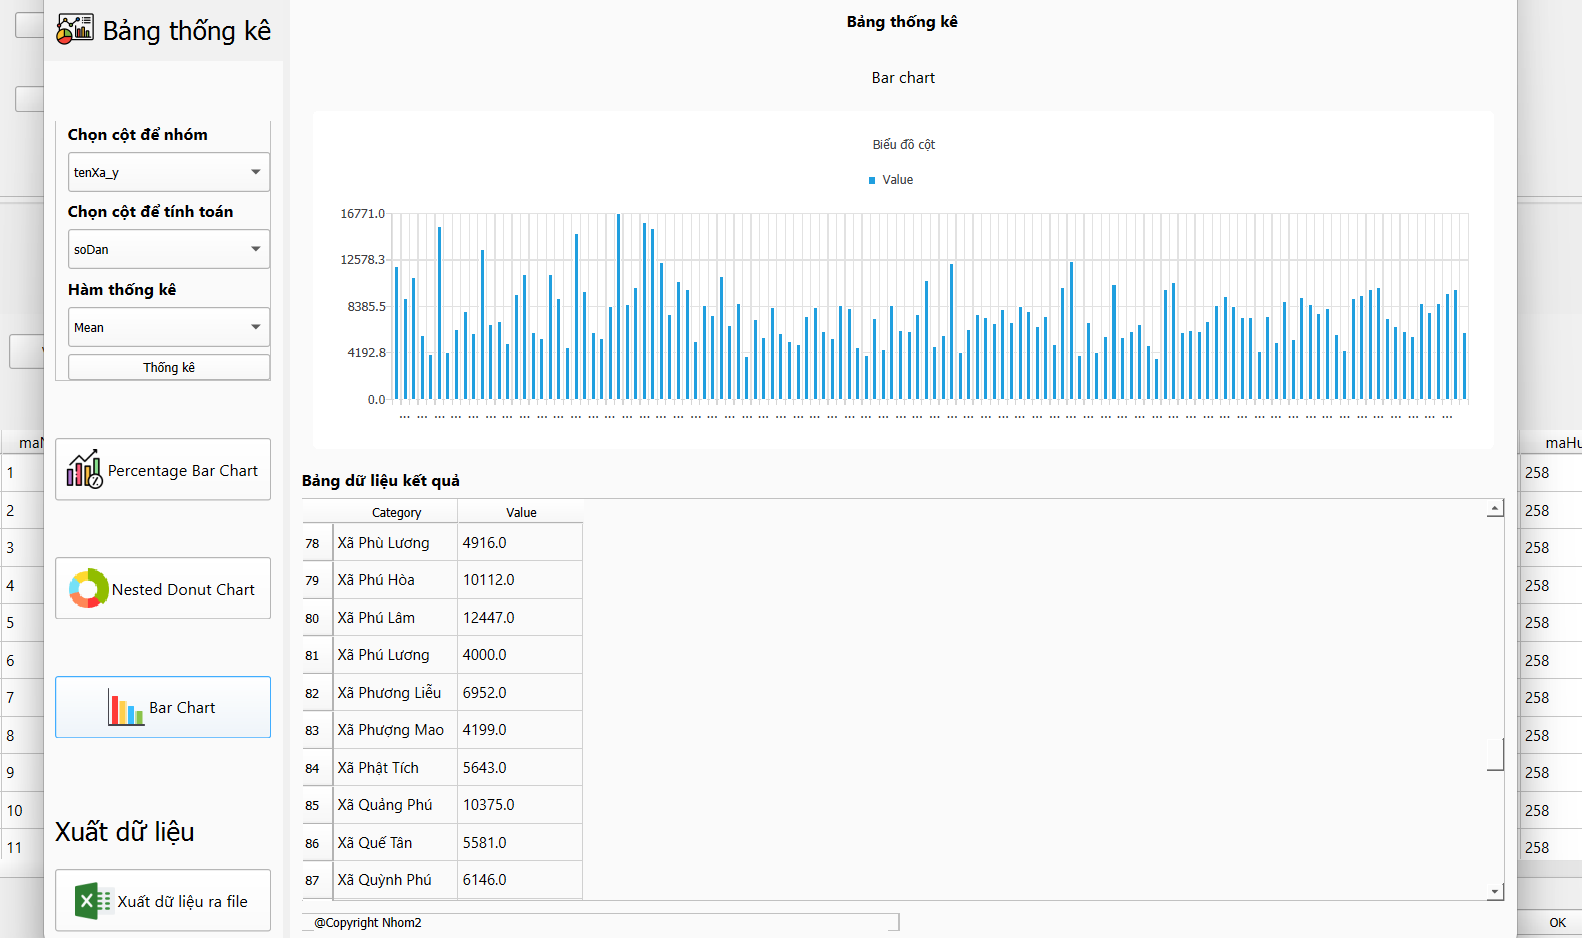 Bảng thống kê
Chọn cột để nhóm
tenXa_y
Chọn cột để tính toán
soDan
Hàm thống kê
Mean
Thống kê
Percentage Bar Chart
Nested Donut Chart
Bar Chart
Xuất dữ liệu
Xuất dữ liệu ra file
Bảng thống kê
Bar chart
Biểu đồ cột
Value
16771.0
12578.3
8385.5
4192.8
0.0
Bảng dữ liệu kết quả
Category Value
78 Xã Phù Lương 4916.0
79 Xã Phú Hòa 10112.0
80 Xã Phú Lâm 12447.0
81 Xã Phú Lương 4000.0
82 Xã Phương Liễu 6952.0
83 Xã Phượng Mao 4199.0
84 Xã Phật Tích 5643.0
85 Xã Quảng Phú 10375.0
86 Xã Quế Tân 5581.0
87 Xã Quỳnh Phú 6146.0
@Copyright Nhom2
1
2
3
4
5
6
7
8
9
10
11
maHu
258
258
258
258
258
258
258
258
258
258
258
OK